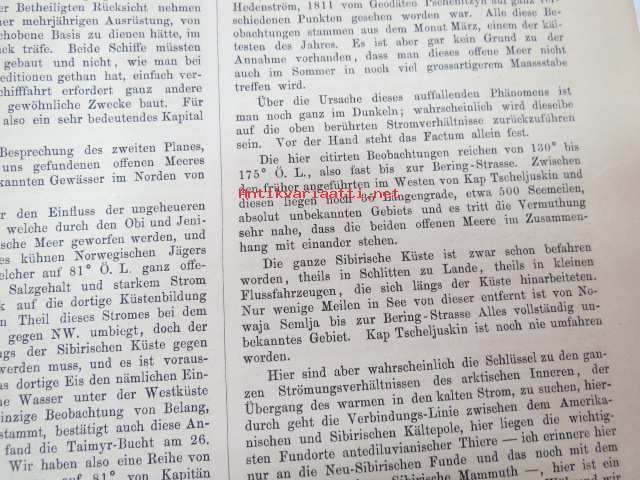 er Betheiligten Rücksicht nehmen
mehrjährigen Ausrüstung, von
chobene Basis zu dienen hätte, im
ück träfe. Beide Schiffe müssten
gebaut und nicht, wie man bei
peditionen gethan hat, einfach ver-
chifffahrt erfordert ganz andere
gewöhnliche Zwecke baut. Für
also ein sehr bedeutendes Kapital
Besprechung des zweiten Planes,
uns gefundenen offenen Meeres
kannten Gewässer im Norden von
r den Einfluss der ungeheueren
welche durch den Obi und Jeni-
sche Meer geworfen werden, und
es kühnen Norwegischen Jägers
elcher auf 81° Ö. L. ganz offe-
Salzgehalt und starkem Strom
k auf die dortige Küstenbildung
n Theil dieses Stromes bei dem
gegen NW. umbiegt, doch der
ngs der Sibirischen Küste gegen
werden muss, und es ist voraus-
as dortige Eis den nämlichen Ein-
ne Wasser unter der Westküste
inzige Beobachtung von Belang,
stammt, bestätigt auch diese An-
fand die Taimyr-Bucht am 26.
Wir haben also eine Reihe von
auf 81° von Kapitän
Hedenström, 1811 vom Geodäten Pschenitzyn auf ganz ver-
schiedenen Punkten gesehen worden war. Alle diese Be-
obachtungen stammen aus dem Monat März, einem der käl-
testen des Jahres. Es ist aber gar kein Grund zu der
Annahme vorhanden, dass man dieses offene Meer nicht
auch im Sommer in noch viel grossartigerem Maassstabe
treffen wird.
Über die Ursache dieses auffallenden Phänomens ist
man noch ganz im Dunkeln; wahrscheinlich wird dieselbe
auf die oben berührten Stromverhältnisse zurückzuführen
sein. Vor der Hand steht das Factum allein fest.
Die hier citirten Beobachtungen reichen von 130° bis
175° Ö. L., also fast bis zur Bering-Strasse. Zwischen
den früher angeführten im Westen von Kap Tscheljuskin und
diesen liegen noch Längengrade, etwa 500 Seemeilen,
absolut unbekannten Gebiets und es tritt die Vermuthung
sehr nahe, dass die beiden offenen Meere im Zusammen-
hang mit einander stehen.
Die ganze Sibirische Küste ist zwar schon befahren
worden, theils in Schlitten zu Lande, theils in kleinen
Flussfahrzeugen, die sich längs der Küste hinarbeiteten.
Nur wenige Meilen in See von dieser entfernt ist von No-
waja Semlja bis zur Bering-Strasse Alles vollständig un-
bekanntes Gebiet. Kap Tscheljuskin ist noch nie umfahren
worden.
Hier sind aber wahrscheinlich die Schlüssel zu den gan-
zen Strömungsverhältnissen des arktischen Inneren, der
Übergang des warmen in den kalten Strom, zu suchen, hier-
durch geht die Verbindungs-Linie zwischen dem Amerika-
nischen und Sibirischen Kältepole, hier liegen die wichtig-
sten Fundorte antediluvianischer Thiere — ich erinnere hier
nur an die Neu-Sibirischen Funde und das noch mit dem
Sibirische Mammuth —, hier ist ein
Antikvariaatti.net